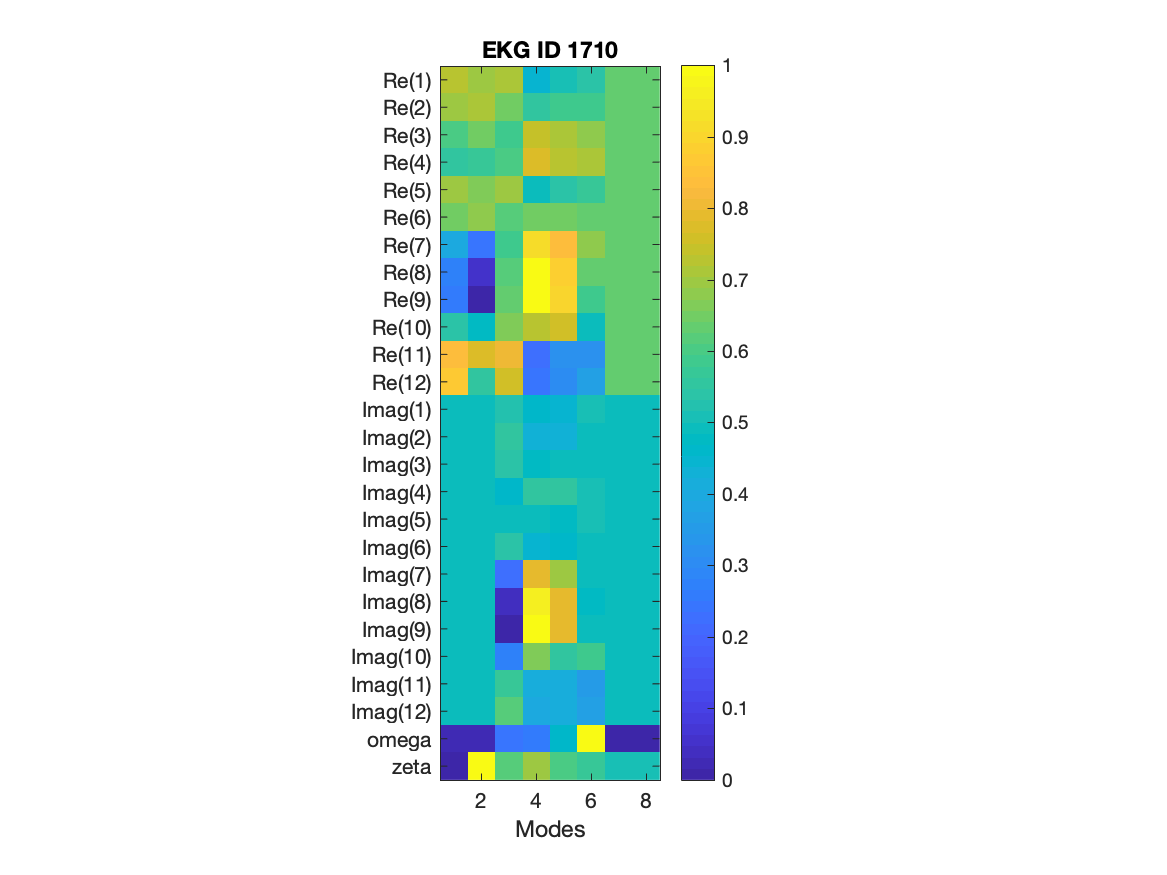 EKG ID 1710
Re(1)
Re(2)
Re(3)
Re(4)
Re(5)
Re(6)
Re(7)
Re(8)
Re(9)
Re(10)
Re(11)
Re(12)
Imag(1)
Imag(2)
Imag(3)
Imag(4)
Imag(5)
Imag(6)
Imag(7)
Imag(8)
Imag(9)
Imag(10)
Imag(11)
Imag(12)
omega
zeta
2 4 6 8
Modes
1
0.9
0.8
0.7
0.6
0.5
0.4
0.3
0.2
0.1
0